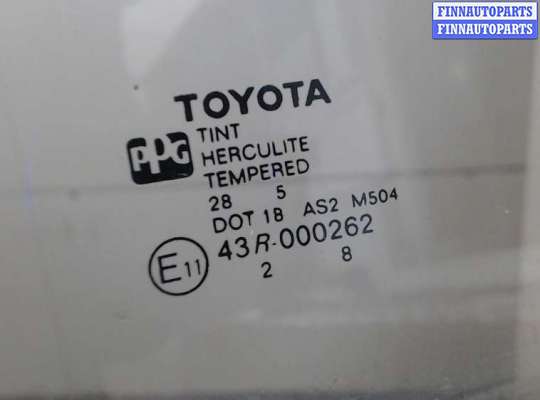 FINNAUTOPARTS
FINNAUTOPARTS
TOYOTA
PPG
TINT
HERCULITE
TEMPERED
28 5
DOT 18 AS2 M504
E11 43R-000262
2 8